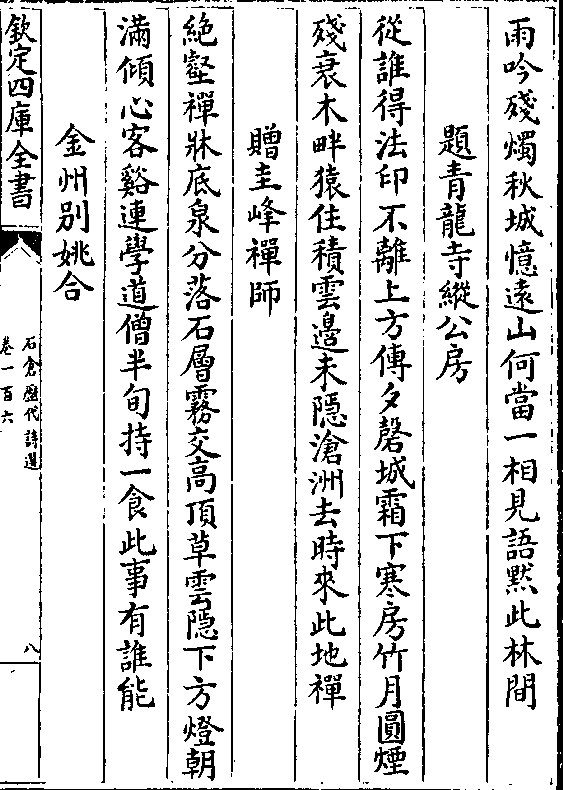 雨吟殘燭秋城憶遠山何當一相見語黙此林間
題青龍寺縱公房
從誰得法印不離上方傳夕磬城霜下寒房竹月圓煙
殘衰木畔猿住積雲邉未隱滄洲去時來此地禪
贈圭峰禪師
絶壑禪牀底泉分落石層霧交高頂草雲隱下方燈朝
滿傾心客谿連學道僧半旬持一食此事有誰能
金州别姚合
欽定四庫全書
石倉歷代詩選
卷一百六
八